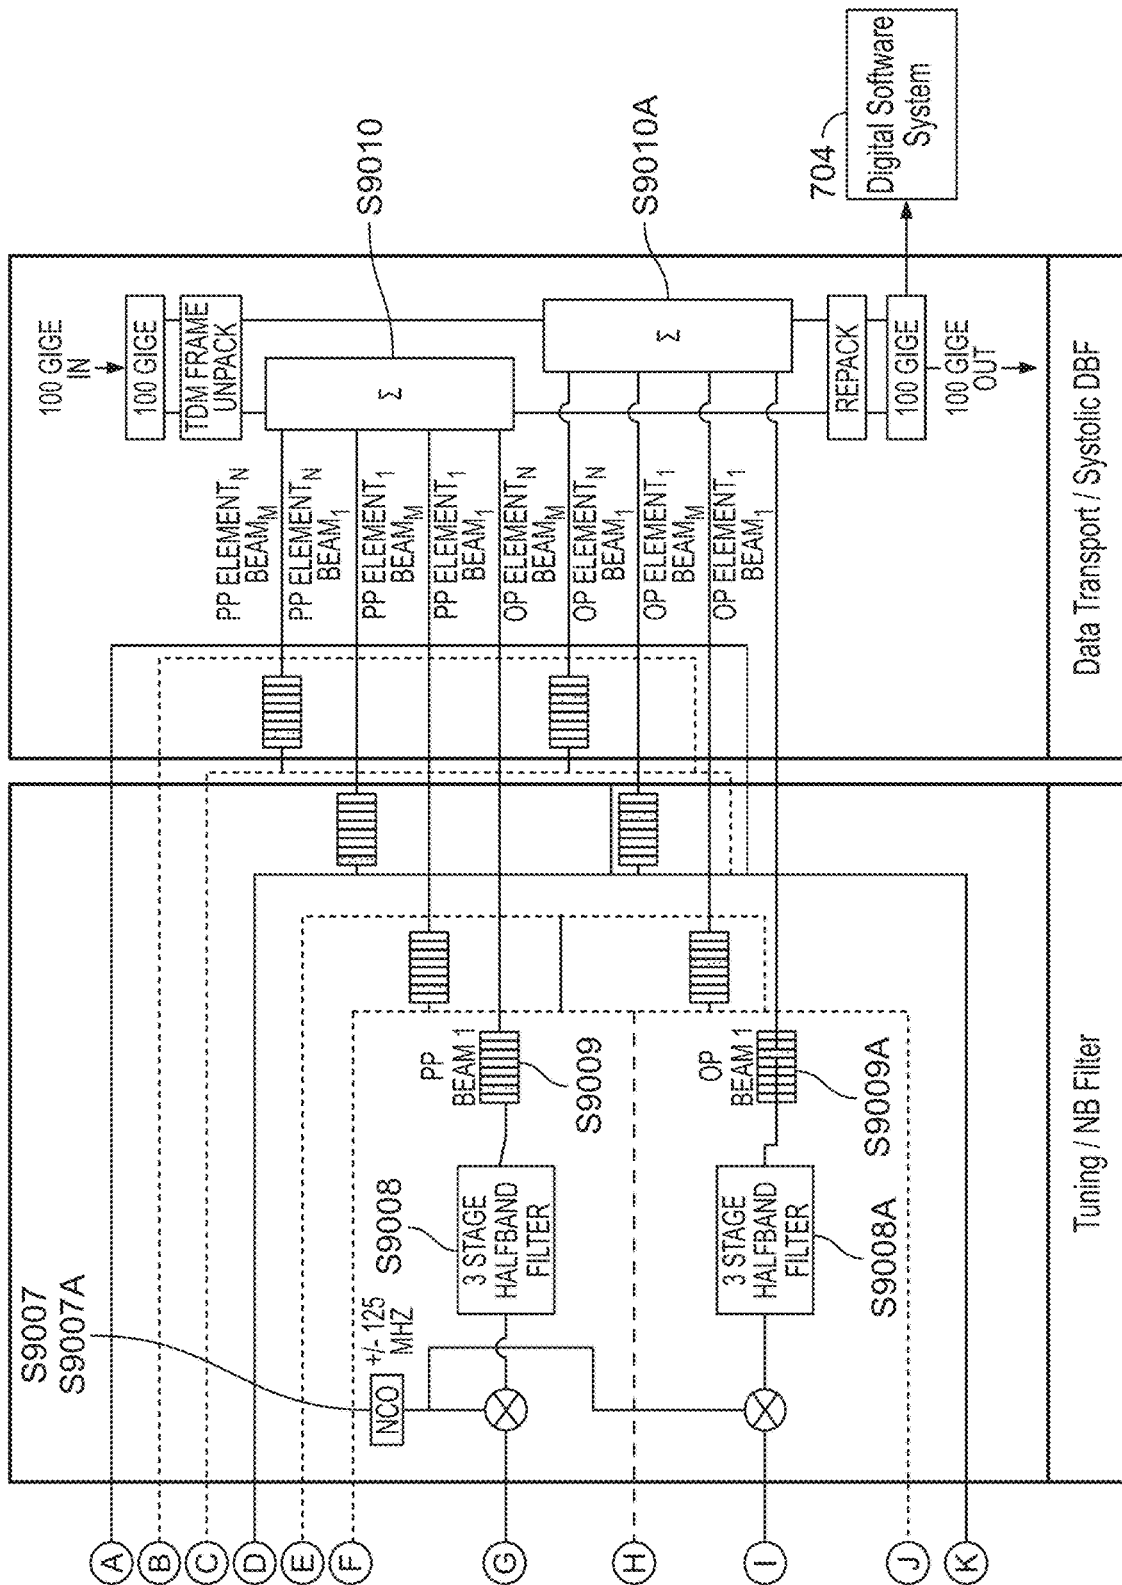 S9007
S9007A
+/- 125
MHZ
NCO
S9008
3 STAGE
HALFBAND
FILTER
PP
BEAM 1
S9009
3 STAGE
HALFBAND
FILTER
S9008A
OP
BEAM 1
S9009A
A
B
C
D
E
F
G
H
I
J
K
Tuning / NB Filter
100 GIGE
IN
100 GIGE
TDM FRAME
UNPACK
Σ
S9010
Σ
S9010A
PP ELEMENTN
BEAMM
PP ELEMENTN
BEAM1
PP ELEMENT1
BEAMM
PP ELEMENT1
BEAM1
OP ELEMENTN
BEAMM
OP ELEMENTN
BEAM1
OP ELEMENT1
BEAMM
OP ELEMENT1
BEAM1
REPACK
100 GIGE
100 GIGE
OUT
704
Digital Software
System
Data Transport / Systolic DBF